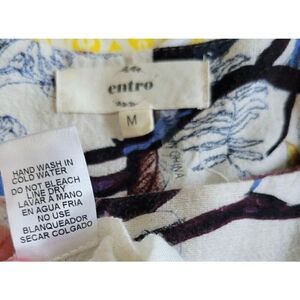 entro
M
HAND WASH IN
COLD WATER
DO NOT BLEACH
LINE DRY
LAVAR A MANO
EN AGUA FRIA
NO USE
BLANQUEADOR
SECAR COLGADO